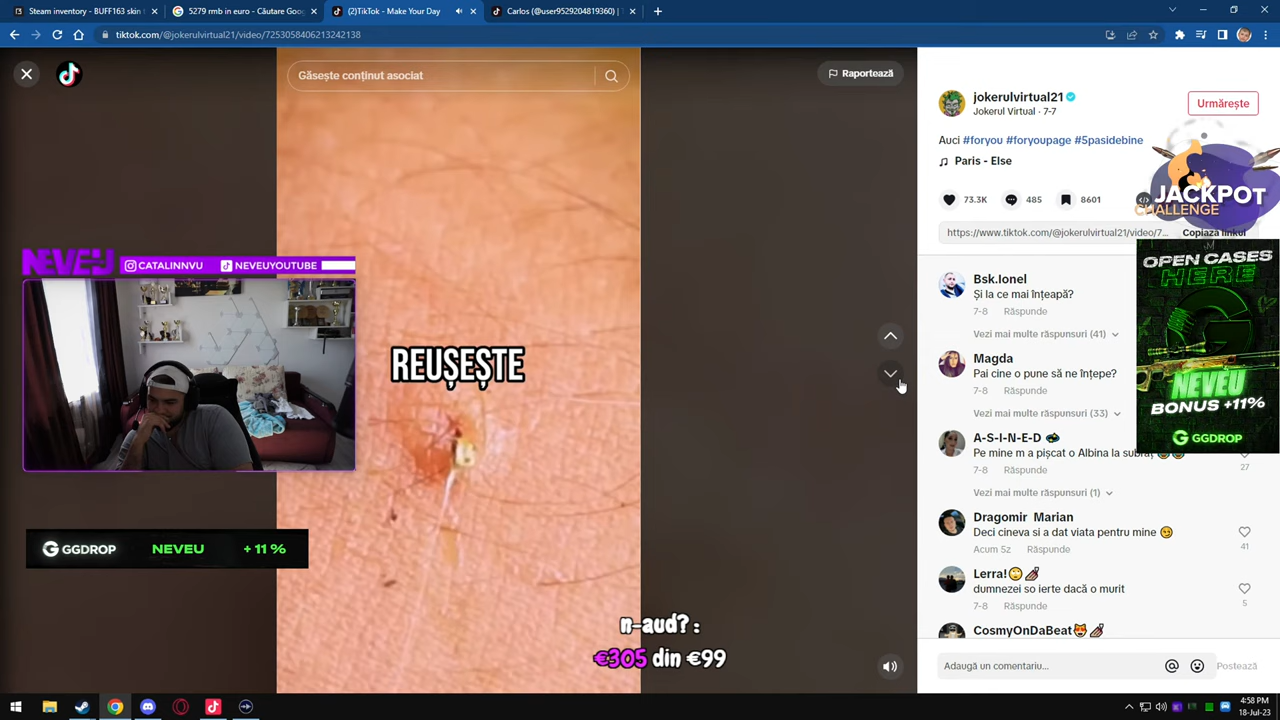 Steam inventory - BUFF163 skin t
5279 rmb in euro - Căutare Goog
(2)TikTok - Make Your Day
Carlos (@user9529204819360) | T
tiktok.com/@jokerulvirtual21/video/7253058406213242138
Găsește conținut asociat
Raportează
jokerulvirtual21
Jokerul Virtual · 7-7
Urmărește
Auci #foryou #foryoupage #5pasidebine
Paris - Else
73.3K
485
8601
https://www.tiktok.com/@jokerulvirtual21/video/7...
Copiază linkul
JACKPOT
CHALLENGE
OPEN CASES
HERE
NEVEU
BONUS +11%
GGDROP
Bsk.Ionel
Și la ce mai înțeapă?
7-8 Răspunde
Vezi mai multe răspunsuri (41)
Magda
Pai cine o pune să ne înțepe?
7-8 Răspunde
Vezi mai multe răspunsuri (33)
A-S-I-N-E-D
Pe mine m a pișcat o Albina la subraț
7-8 Răspunde
27
Vezi mai multe răspunsuri (1)
Dragomir Marian
Deci cineva si a dat viata pentru mine 😉
Acum 5z Răspunde
41
Lerra!🙄💅
dumnezei so ierte dacă o murit
7-8 Răspunde
5
CosmyOnDaBeat😻💅
Adaugă un comentariu...
Postează
NEVEU
CATALINNVU
NEVEUYOUTUBE
REUȘEȘTE
GGDROP NEVEU + 11 %
n-aud? :
€305 din €99
4:58 PM
18-Jul-23